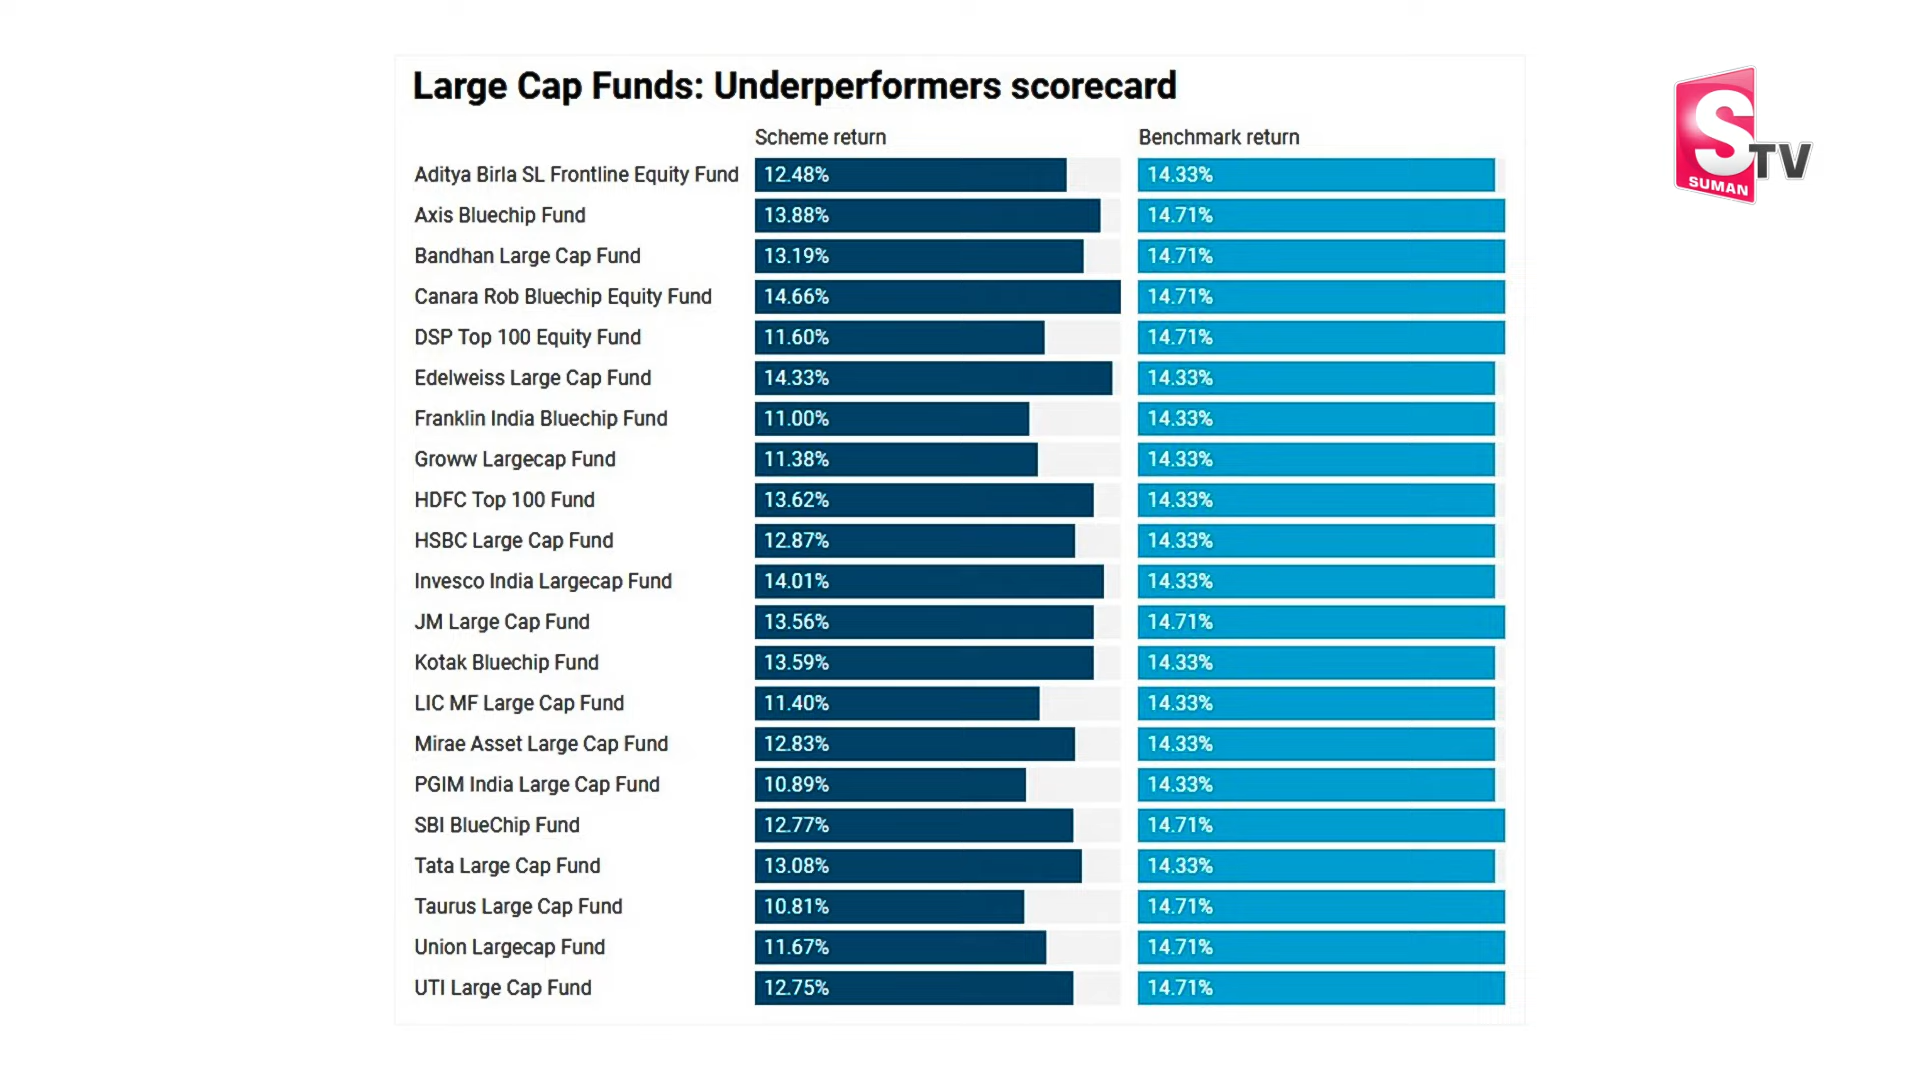 Large Cap Funds: Underperformers scorecard
Scheme return Benchmark return
Aditya Birla SL Frontline Equity Fund 12.48% 14.33%
Axis Bluechip Fund 13.88% 14.71%
Bandhan Large Cap Fund 13.19% 14.71%
Canara Rob Bluechip Equity Fund 14.66% 14.71%
DSP Top 100 Equity Fund 11.60% 14.71%
Edelweiss Large Cap Fund 14.33% 14.33%
Franklin India Bluechip Fund 11.00% 14.33%
Groww Largecap Fund 11.38% 14.33%
HDFC Top 100 Fund 13.62% 14.33%
HSBC Large Cap Fund 12.87% 14.33%
Invesco India Largecap Fund 14.01% 14.33%
JM Large Cap Fund 13.56% 14.71%
Kotak Bluechip Fund 13.59% 14.33%
LIC MF Large Cap Fund 11.40% 14.33%
Mirae Asset Large Cap Fund 12.83% 14.33%
PGIM India Large Cap Fund 10.89% 14.33%
SBI BlueChip Fund 12.77% 14.71%
Tata Large Cap Fund 13.08% 14.33%
Taurus Large Cap Fund 10.81% 14.71%
Union Largecap Fund 11.67% 14.71%
UTI Large Cap Fund 12.75% 14.71%
S TV
SUMAN